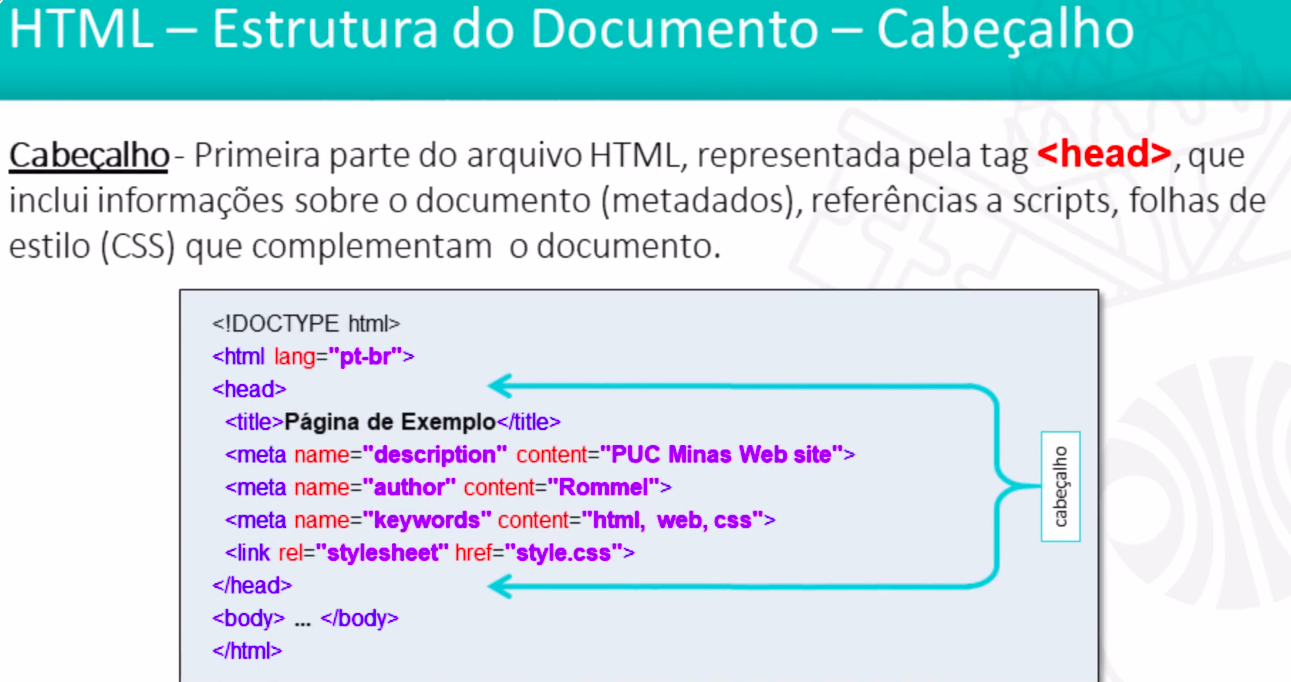 HTML – Estrutura do Documento – Cabeçalho
Cabeçalho - Primeira parte do arquivo HTML, representada pela tag <head>, que
inclui informações sobre o documento (metadados), referências a scripts, folhas de
estilo (CSS) que complementam o documento.
<!DOCTYPE html>
<html lang="pt-br">
<head>
<title>Página de Exemplo</title>
<meta name="description" content="PUC Minas Web site">
<meta name="author" content="Rommel">
<meta name="keywords" content="html, web, css">
<link rel="stylesheet" href="style.css">
</head>
<body> ... </body>
</html>
cabeçalho